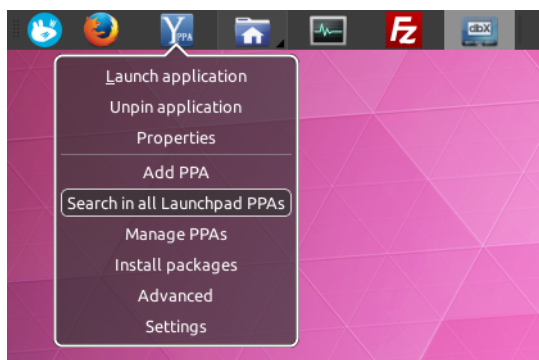 Y PPA
Fz
dbX
Launch application
Unpin application
Properties
Add PPA
Search in all Launchpad PPAs
Manage PPAs
Install packages
Advanced
Settings